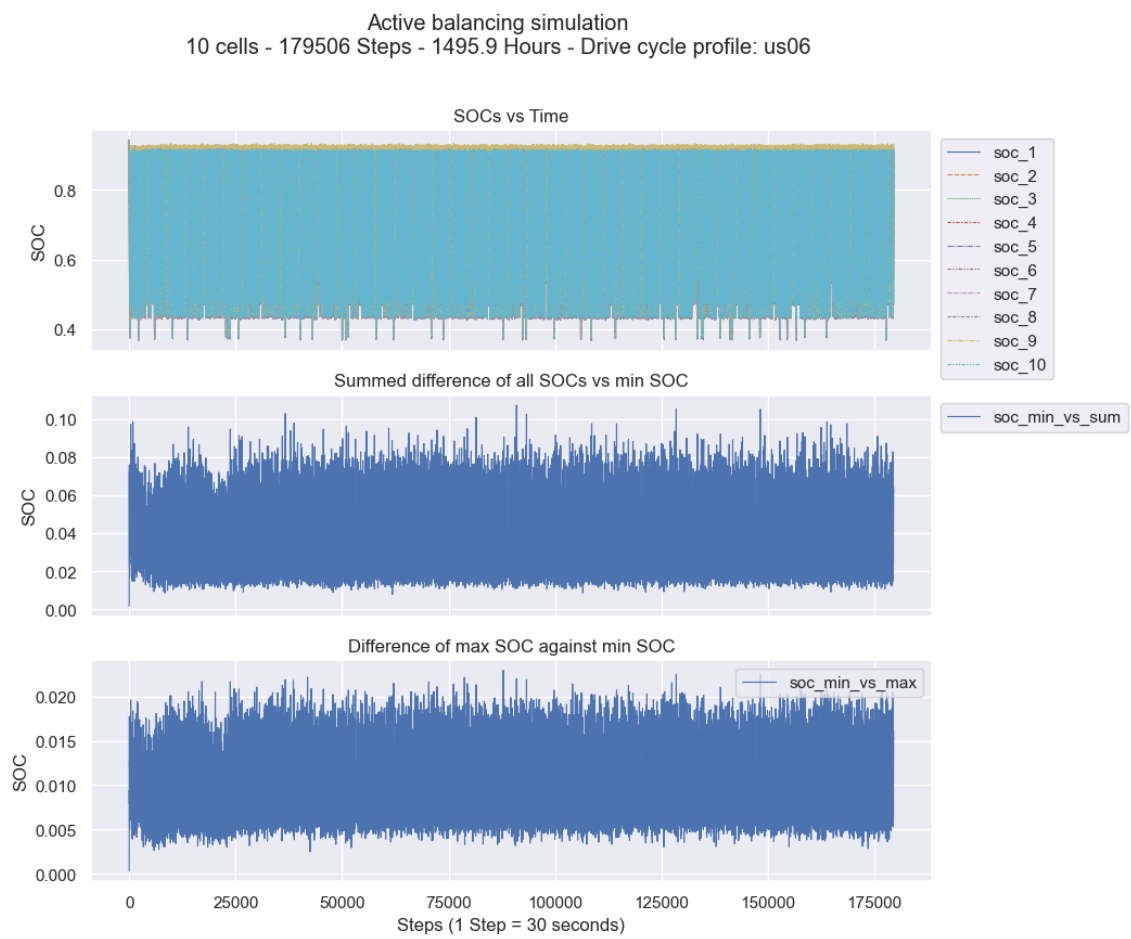 Active balancing simulation
10 cells - 179506 Steps - 1495.9 Hours - Drive cycle profile: us06
SOCs vs Time
SOC
0.8
0.6
0.4
soc_1
soc_2
soc_3
soc_4
soc_5
soc_6
soc_7
soc_8
soc_9
soc_10
Summed difference of all SOCs vs min SOC
SOC
0.10
0.08
0.06
0.04
0.02
0.00
soc_min_vs_sum
Difference of max SOC against min SOC
SOC
0.020
0.015
0.010
0.005
0.000
soc_min_vs_max
0 25000 50000 75000 100000 125000 150000 175000
Steps (1 Step = 30 seconds)